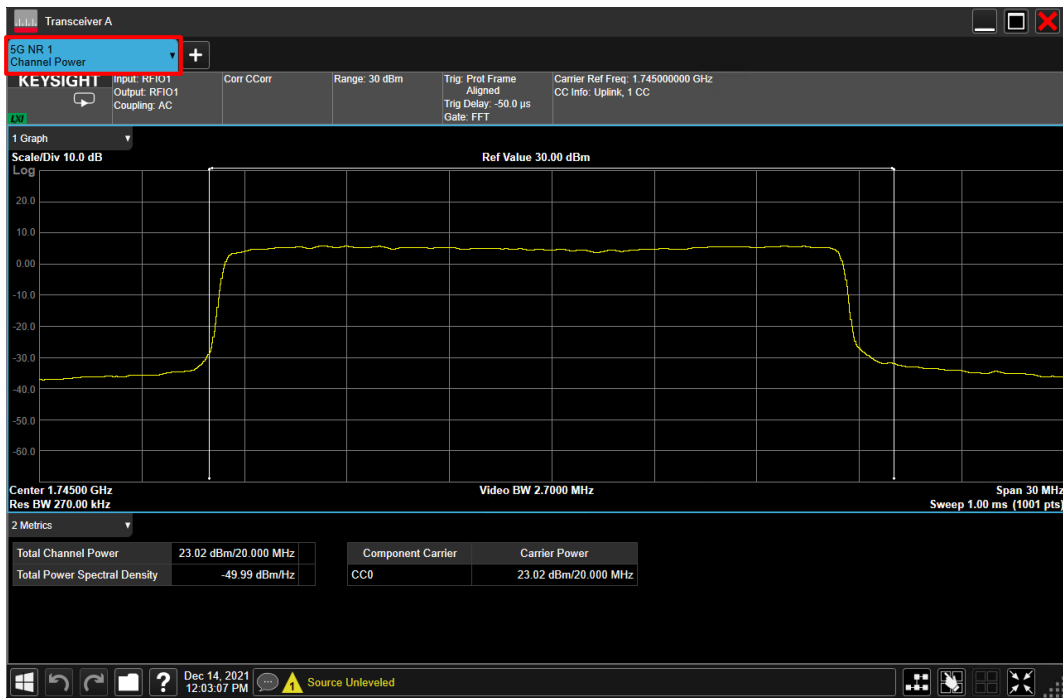 Transceiver A
5G NR 1
Channel Power
+
KEYSIGHT
LXI
Input: RFIO1
Output: RFIO1
Coupling: AC
Corr CCorr
Range: 30 dBm
Trig: Prot Frame
Aligned
Trig Delay: -50.0 µs
Gate: FFT
Carrier Ref Freq: 1.745000000 GHz
CC Info: Uplink, 1 CC
1 Graph
Scale/Div 10.0 dB
Ref Value 30.00 dBm
Log
20.0
10.0
0.00
-10.0
-20.0
-30.0
-40.0
-50.0
-60.0
Center 1.74500 GHz
Video BW 2.7000 MHz
Span 30 MHz
Res BW 270.00 kHz
Sweep 1.00 ms (1001 pts)
2 Metrics
Total Channel Power 23.02 dBm/20.000 MHz
Total Power Spectral Density -49.99 dBm/Hz
Component Carrier Carrier Power
CC0 23.02 dBm/20.000 MHz
?
Dec 14, 2021
12:03:07 PM
1
Source Unleveled